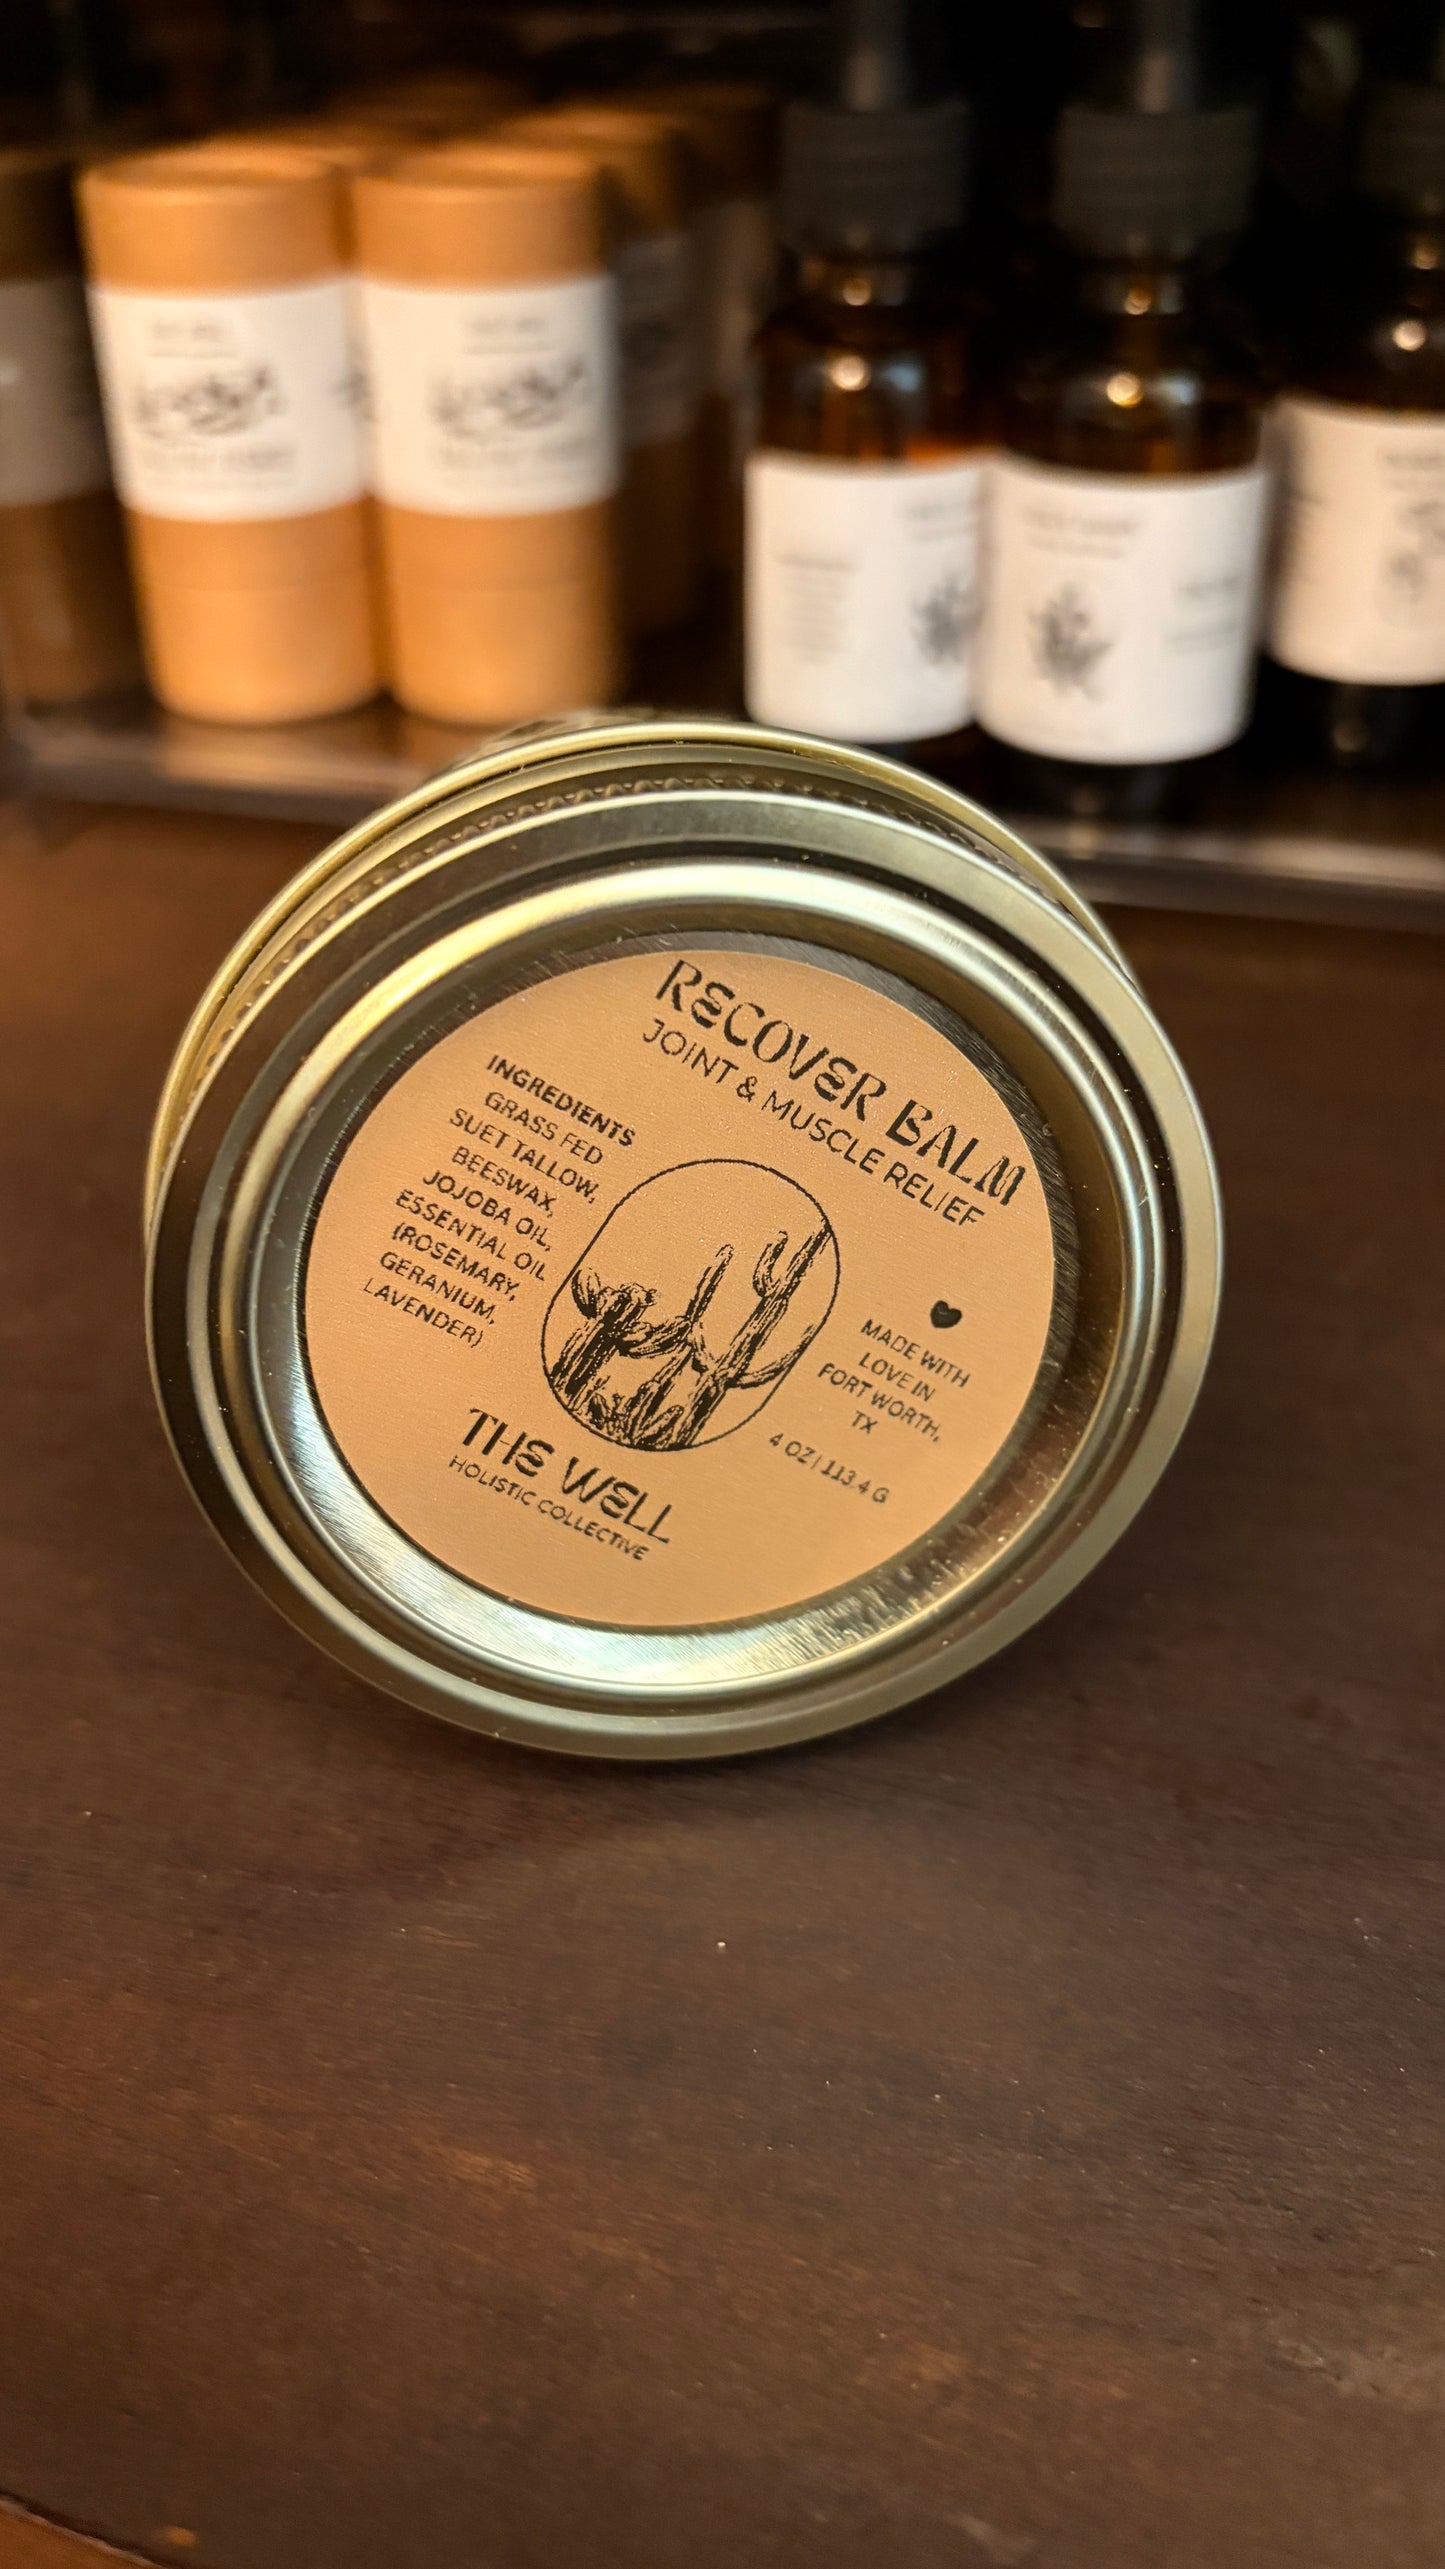 RECOVER BALM
JOINT & MUSCLE RELIEF
INGREDIENTS
GRASS FED
SUET TALLOW,
BEESWAX,
JOJOBA OIL,
ESSENTIAL OIL
(ROSEMARY,
GERANIUM,
LAVENDER)
MADE WITH
LOVE IN
FORT WORTH,
TX
4 OZ | 113.4 G
THE WELL
HOLISTIC COLLECTIVE